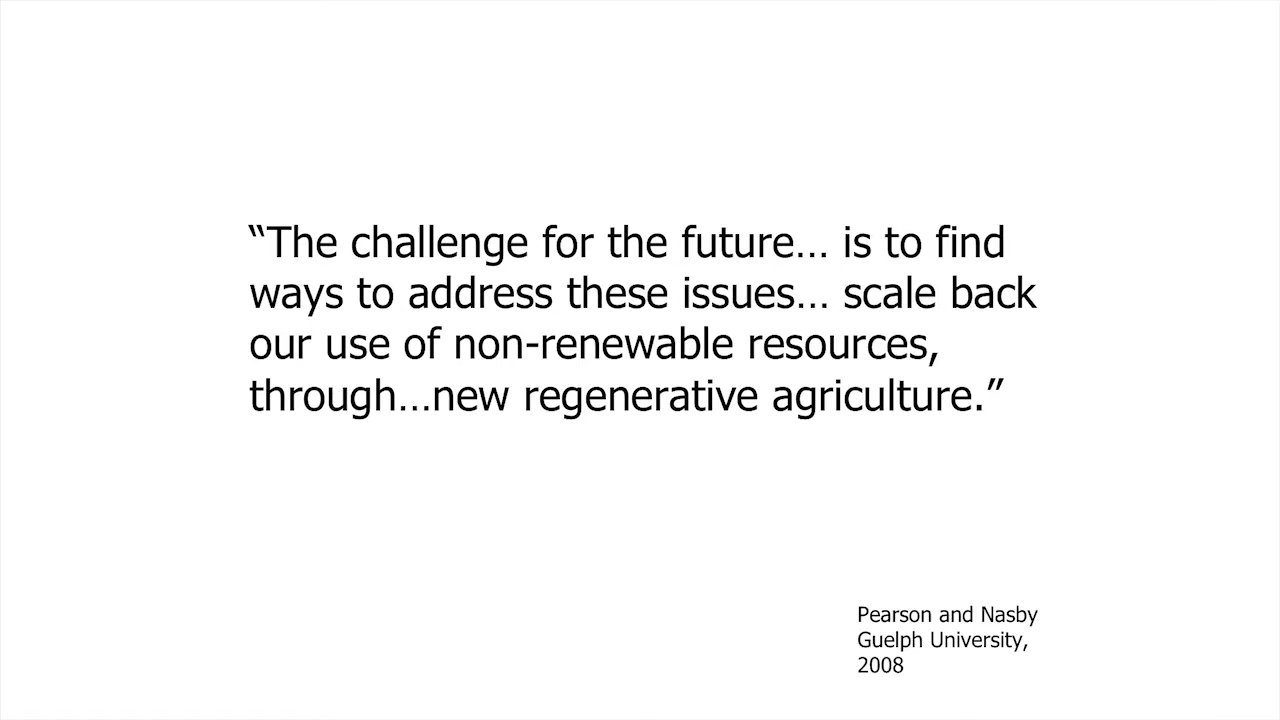 “The challenge for the future… is to find
ways to address these issues… scale back
our use of non-renewable resources,
through…new regenerative agriculture.”
Pearson and Nasby
Guelph University,
2008